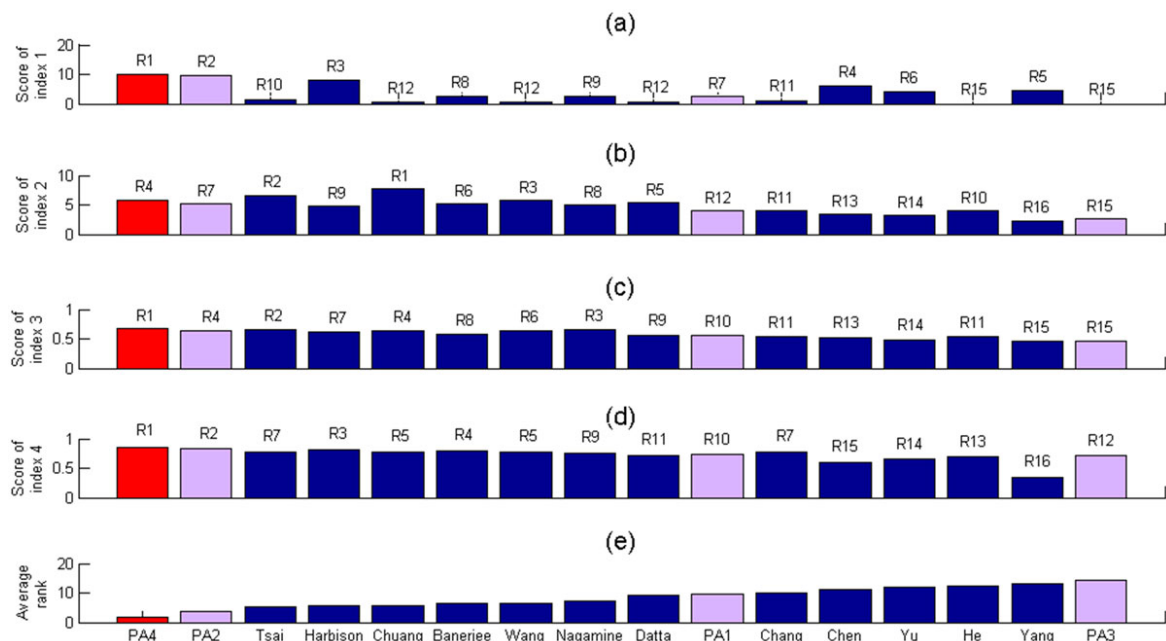 (a)
Score of
index 1
20
10
0
R1 R2 R10 R3 R12 R8 R12 R9 R12 R7 R11 R4 R6 R15 R5 R15
(b)
Score of
index 2
10
5
0
R4 R7 R2 R9 R1 R6 R3 R8 R5 R12 R11 R13 R14 R10 R16 R15
(c)
Score of
index 3
1
0.5
0
R1 R4 R2 R7 R4 R8 R6 R3 R9 R10 R11 R13 R14 R11 R15 R15
(d)
Score of
index 4
1
0.5
0
R1 R2 R7 R3 R5 R4 R5 R9 R11 R10 R7 R15 R14 R13 R16 R12
(e)
Average
rank
20
10
0
PA4 PA2 Tsai Harbison Chuang Banerjee Wang Nagamine Datta PA1 Chang Chen Yu He Yang PA3